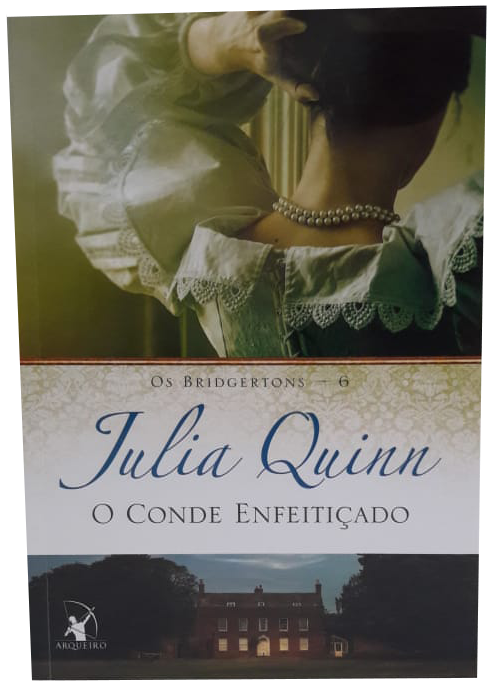 OS BRIDGERTONS – 6
Julia Quinn
O CONDE ENFEITIÇADO
ARQUEIRO